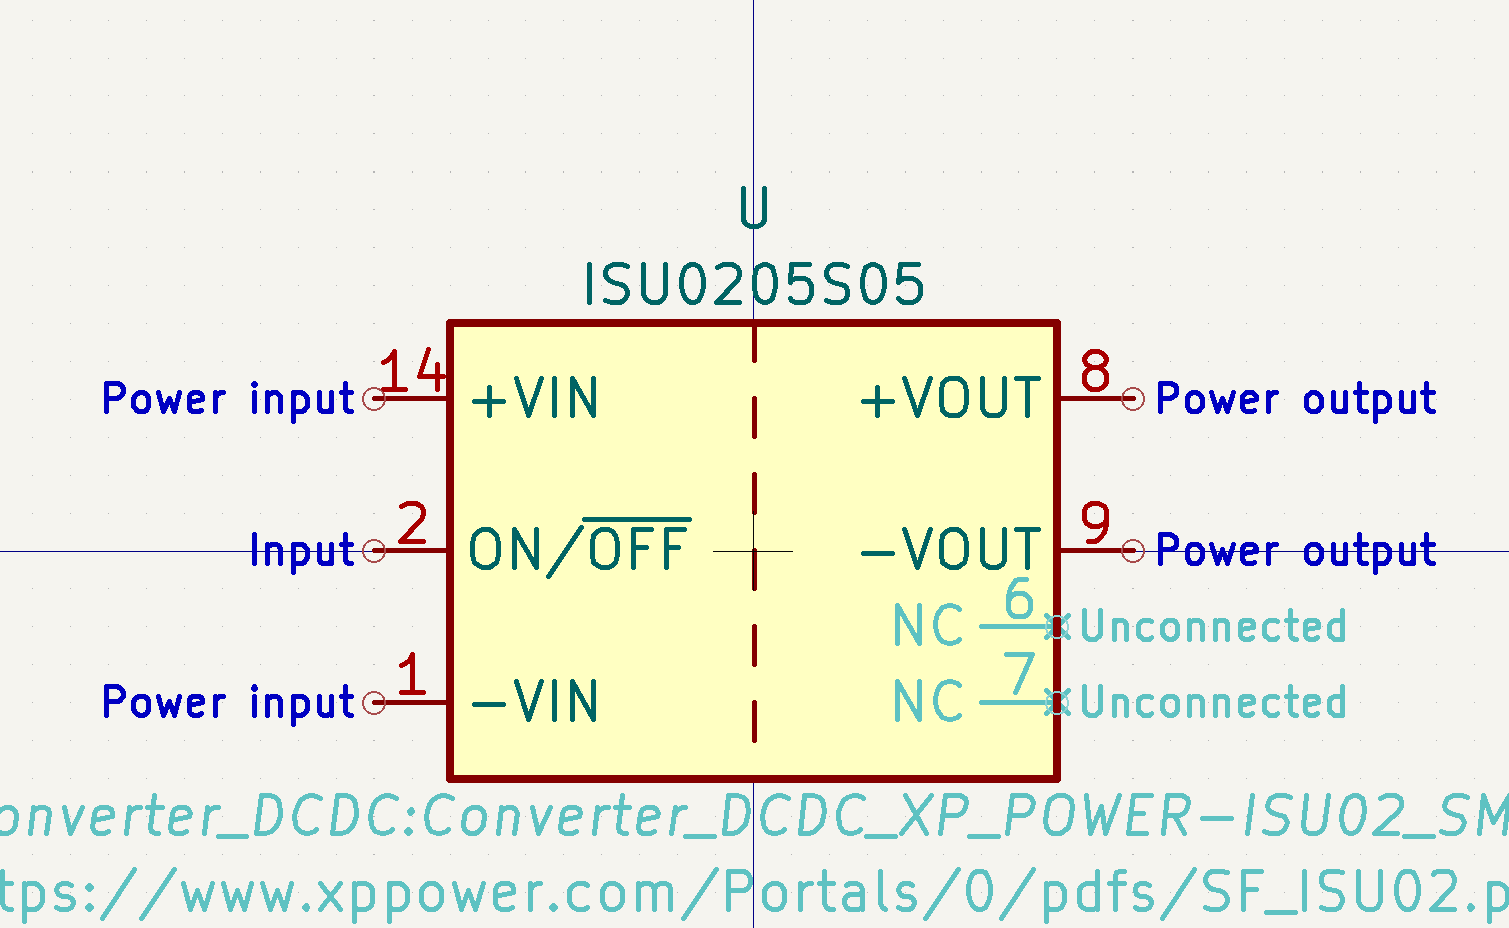 U
ISU0205S05
Power input 14 +VIN +VOUT 8 Power output
Input 2 ON/OFF -VOUT 9 Power output
NC 6 Unconnected
Power input 1 -VIN NC 7 Unconnected
onverter_DCDC:Converter_DCDC_XP_POWER-ISU02_SM
tps://www.xppower.com/Portals/0/pdfs/SF_ISU02.p